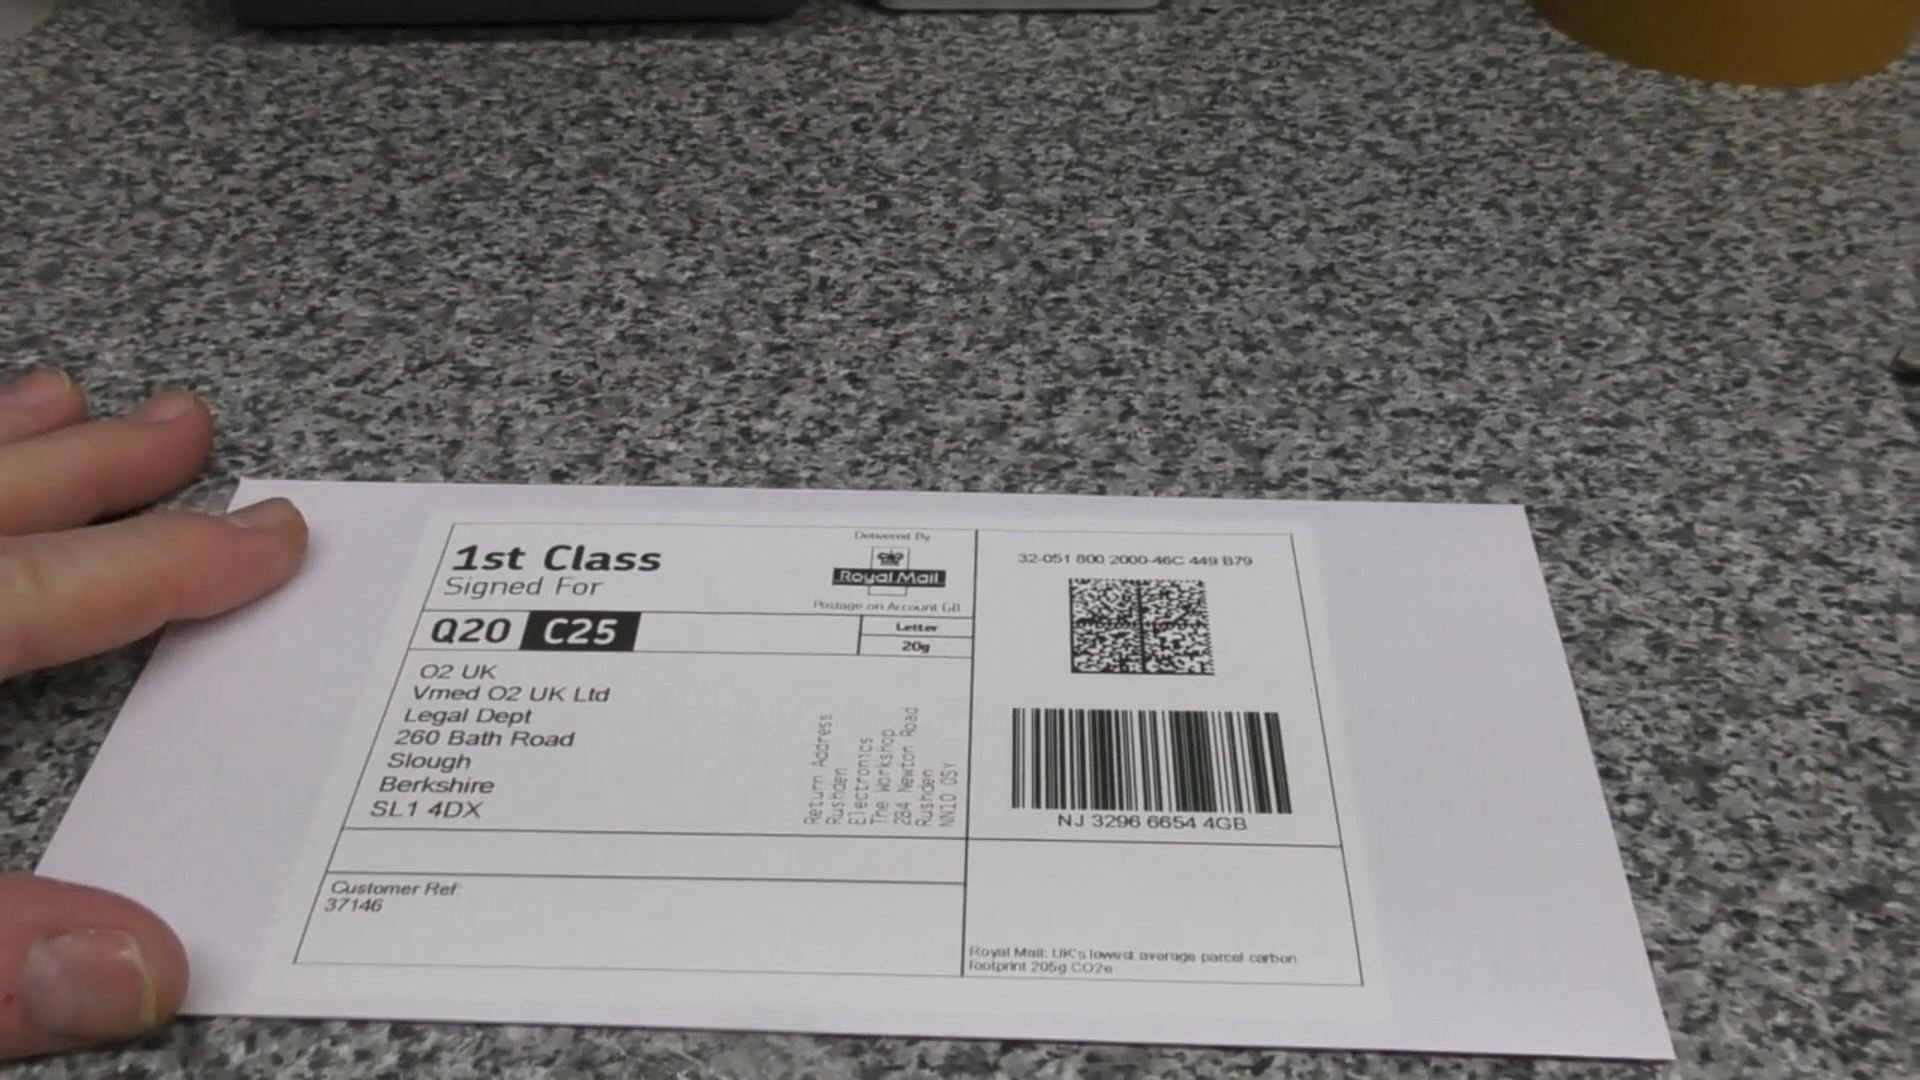 1st Class
Signed For
Delivered By
Royal Mail
Postage on Account GB
Q20 C25
Letter
20g
O2 UK
Vmed O2 UK Ltd
Legal Dept
260 Bath Road
Slough
Berkshire
SL1 4DX
Return Address
Rushden
Electronics
The Workshop
284 Newton Road
Rushden
NN10 0SY
Customer Ref:
37146
32-051 800 2000-46C 449 B79
NJ 3296 6654 4GB
Royal Mail: UK's lowest average parcel carbon
footprint 205g CO2e